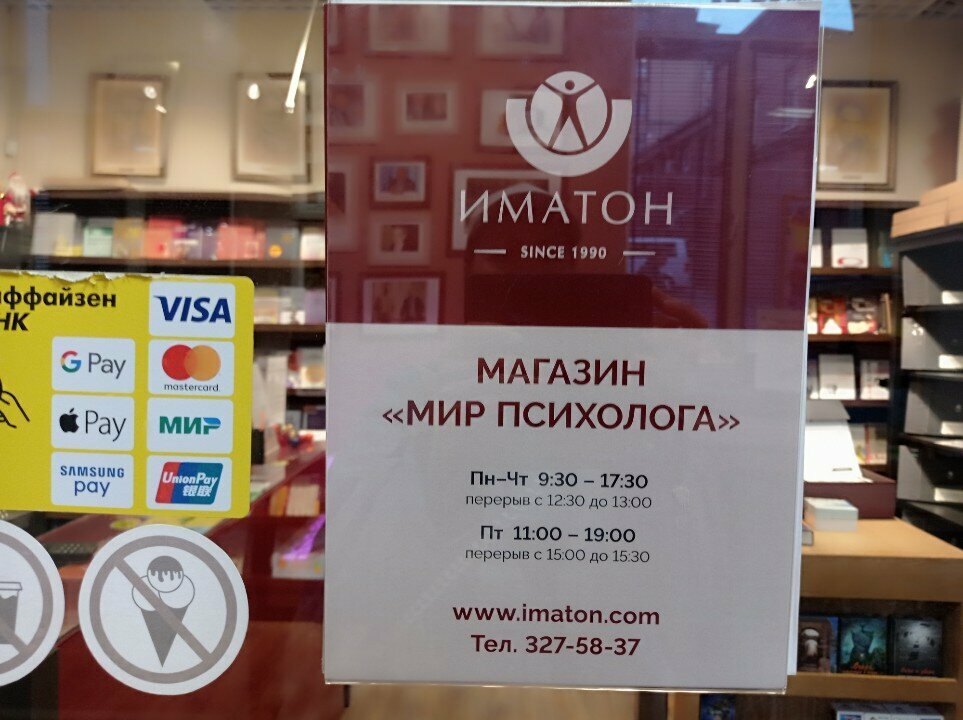 ИМАТОН
SINCE 1990
МАГАЗИН
«МИР ПСИХОЛОГА»
Пн–Чт 9:30 – 17:30
перерыв с 12:30 до 13:00
Пт 11:00 – 19:00
перерыв с 15:00 до 15:30
www.imaton.com
Тел. 327-58-37
ффайзен
НК
VISA
G Pay
mastercard
Pay
МИР
SAMSUNG
pay
UnionPay
银联